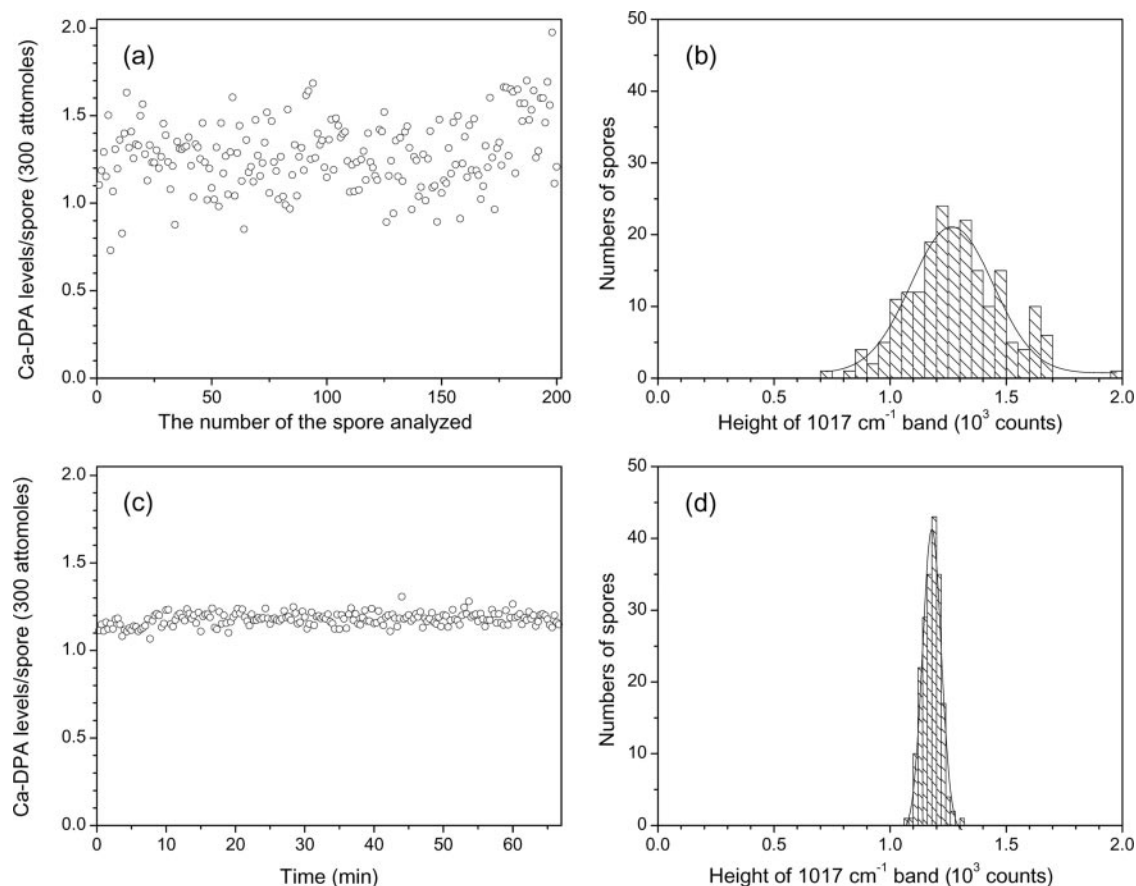 (a)
Ca-DPA levels/spore (300 attomoles)
2.0
1.5
1.0
0.5
0.0
0 50 100 150 200
The number of the spore analyzed
(b)
Numbers of spores
50
40
30
20
10
0
0.0 0.5 1.0 1.5 2.0
Height of 1017 cm⁻¹ band (10³ counts)
(c)
Ca-DPA levels/spore (300 attomoles)
2.0
1.5
1.0
0.5
0.0
0 10 20 30 40 50 60
Time (min)
(d)
Numbers of spores
50
40
30
20
10
0
0.0 0.5 1.0 1.5 2.0
Height of 1017 cm⁻¹ band (10³ counts)